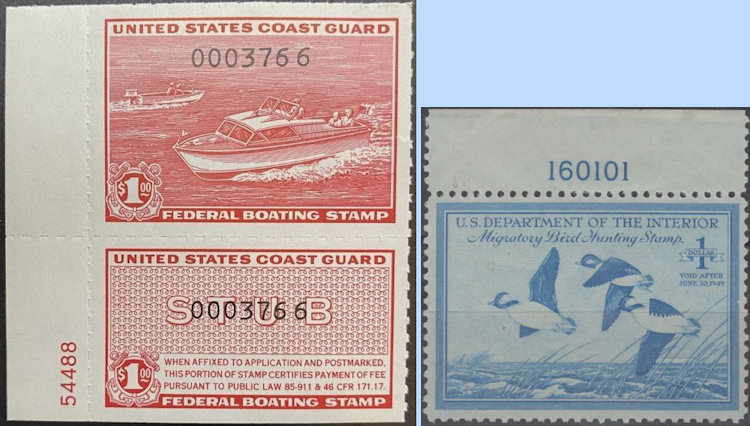 UNITED STATES COAST GUARD
0003766
$1.00
FEDERAL BOATING STAMP
UNITED STATES COAST GUARD
STUB
0003766
WHEN AFFIXED TO APPLICATION AND POSTMARKED,
THIS PORTION OF STAMP CERTIFIES PAYMENT OF FEE
PURSUANT TO PUBLIC LAW 85-911 & 46 CFR 171.17.
$1.00
FEDERAL BOATING STAMP
54488
160101
U.S. DEPARTMENT OF THE INTERIOR
Migratory Bird Hunting Stamp
$1
DOLLAR
VOID AFTER
JUNE 30, 1949